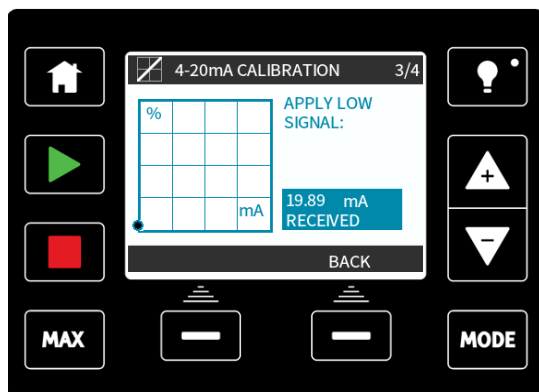 4-20mA CALIBRATION 3/4
%
mA
APPLY LOW
SIGNAL:
19.89 mA
RECEIVED
BACK
MAX
MODE